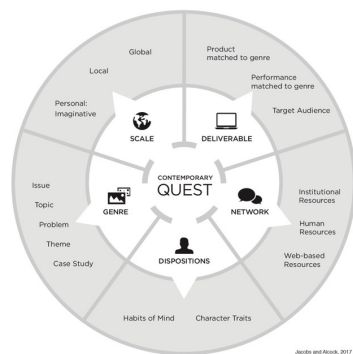 Global
Local
Personal:
Imaginative
SCALE
Product
matched to genre
Performance
matched to genre
Target Audience
DELIVERABLE
CONTEMPORARY
QUEST
Issue
Topic
Problem
Theme
Case Study
GENRE
Institutional
Resources
Human
Resources
Web-based
Resources
NETWORK
DISPOSITIONS
Habits of Mind
Character Traits
Jacobs and Alcock, 2017